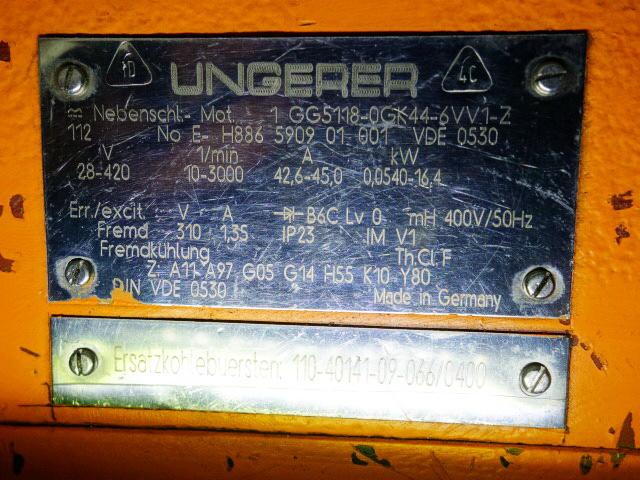 fD UNGERER 4C
Nebenschl.- Mot. 1 GG5118-0GK44-6VV1-Z
112 No E- H886 5909 01 001 VDE 0530
V 1/min A kW
28-420 10-3000 42,6-45,0 0,0540-16,4
Err./excit. V A B6C Lv 0 mH 400V/50Hz
Fremd 310 1,35 IP23 IM V1
Fremdkühlung Th.Cl.F
Z: A11 A97 G05 G14 H55 K10 Y80
DIN VDE 0530 Made in Germany
Ersatzkohlebuersten: 110-40141-09-066/0400